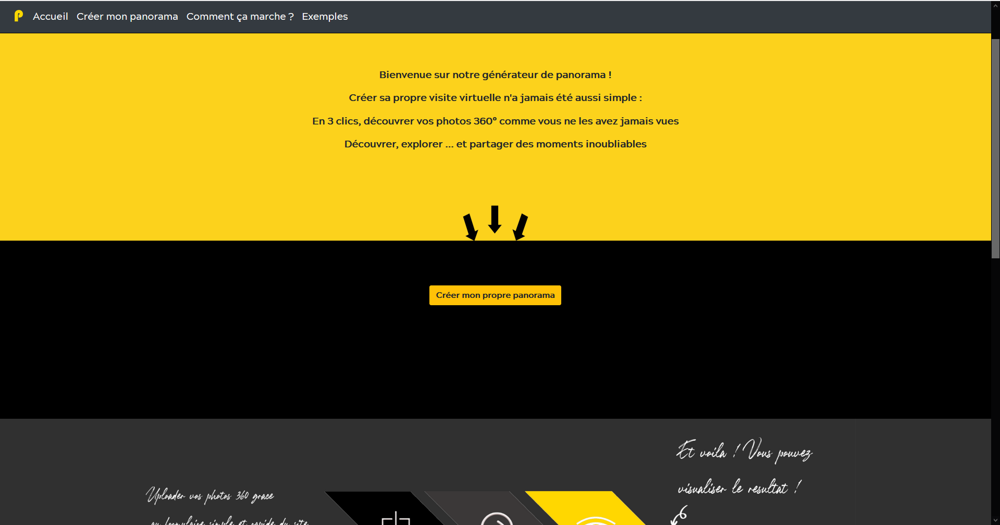 P Accueil Créer mon panorama Comment ça marche ? Exemples
Bienvenue sur notre générateur de panorama !
Créer sa propre visite virtuelle n'a jamais été aussi simple :
En 3 clics, découvrer vos photos 360° comme vous ne les avez jamais vues
Découvrer, explorer ... et partager des moments inoubliables
Créer mon propre panorama
Et voila ! Vous pouvez
visualiser le resultat !
Uploader vos photos 360 grace
au formulaire simple et rapide du site